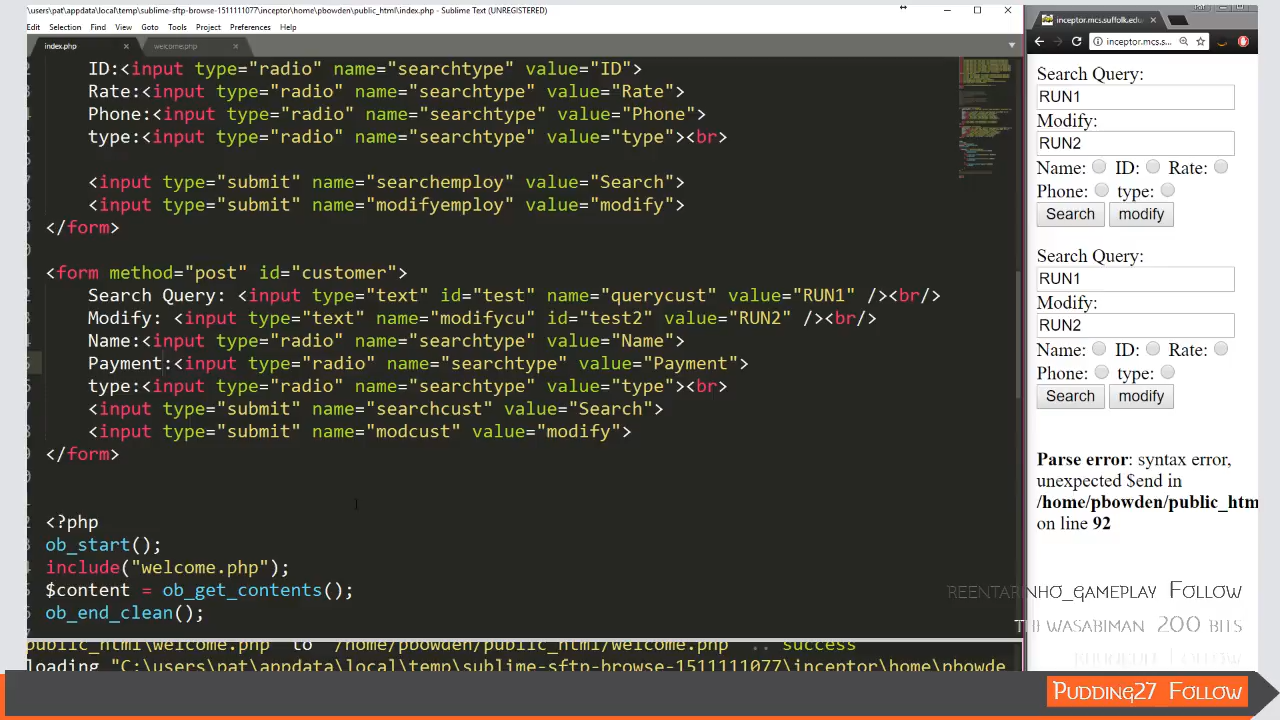 \users\pat\appdata\local\temp\sublime-sftp-browse-1511111077\inceptor\home\pbowden\public_html\index.php - Sublime Text (UNREGISTERED)
Edit Selection Find View Goto Tools Project Preferences Help
index.php × welcome.php ×
ID:<input type="radio" name="searchtype" value="ID">
Rate:<input type="radio" name="searchtype" value="Rate">
Phone:<input type="radio" name="searchtype" value="Phone">
type:<input type="radio" name="searchtype" value="type"><br>
<input type="submit" name="searchemploy" value="Search">
<input type="submit" name="modifyemploy" value="modify">
</form>
<form method="post" id="customer">
Search Query: <input type="text" id="test" name="querycust" value="RUN1" /><br/>
Modify: <input type="text" name="modifycu" id="test2" value="RUN2" /><br/>
Name:<input type="radio" name="searchtype" value="Name">
Payment:<input type="radio" name="searchtype" value="Payment">
type:<input type="radio" name="searchtype" value="type"><br>
<input type="submit" name="searchcust" value="Search">
<input type="submit" name="modcust" value="modify">
</form>
<?php
ob_start();
include("welcome.php");
$content = ob_get_contents();
ob_end_clean();
public_html\welcome.php" to "/home/pbowden/public_html/welcome.php" .. success
loading "C:\users\pat\appdata\local\temp\sublime-sftp-browse-1511111077\inceptor\home\pbowde
inceptor.mcs.suffolk.edu
inceptor.mcs.s...
Search Query:
RUN1
Modify:
RUN2
Name: ID: Rate:
Phone: type:
Search modify
Search Query:
RUN1
Modify:
RUN2
Name: ID: Rate:
Phone: type:
Search modify
Parse error: syntax error,
unexpected $end in
/home/pbowden/public_htm
on line 92
REENTARINHO_GAMEPLAY FOLLOW
200 BITS
PUDDING27 FOLLOW